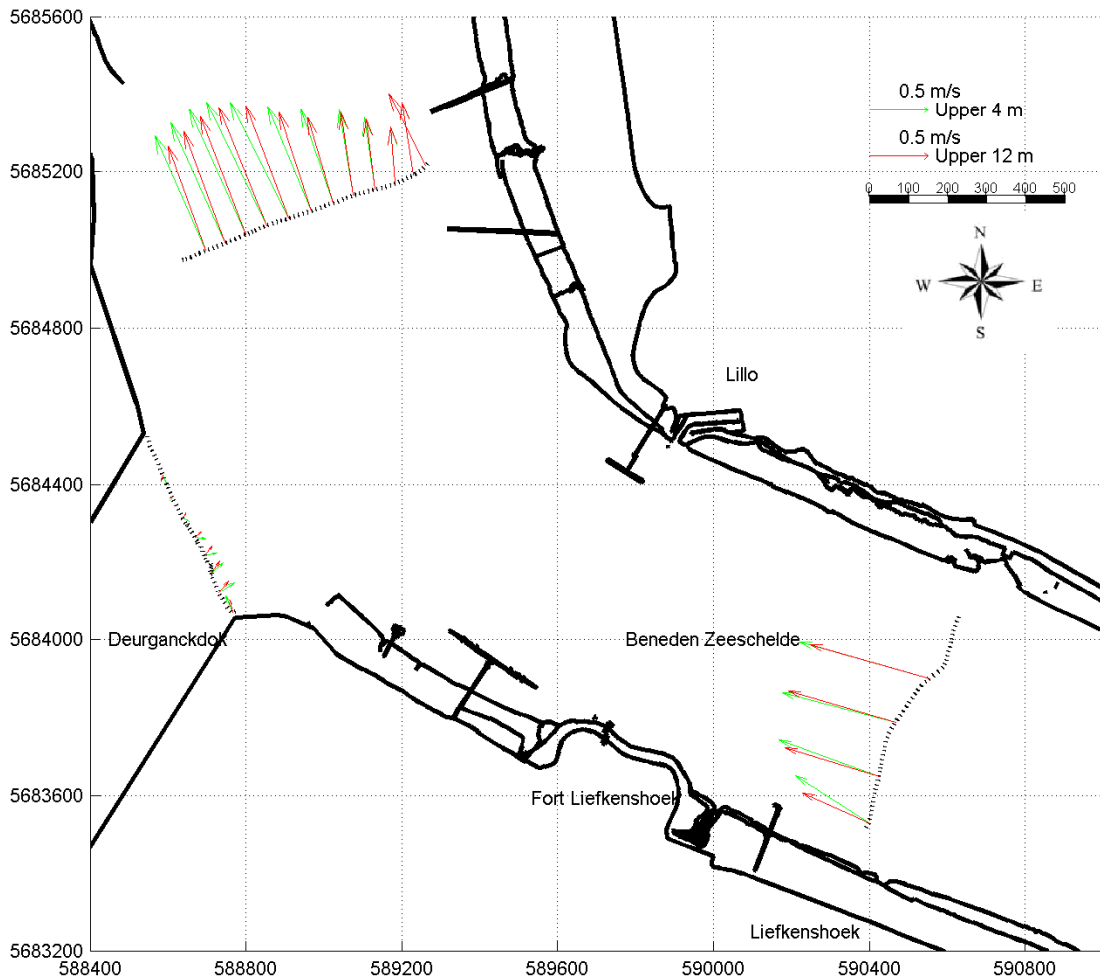 5685600
0.5 m/s
Upper 4 m
0.5 m/s
Upper 12 m
5685200
0 100 200 300 400 500
N
W E
S
5684800
Lillo
5684400
5684000
Deurganckdok
Beneden Zeeschelde
5683600
Fort Liefkenshoek
Liefkenshoek
5683200
588400 588800 589200 589600 590000 590400 590800